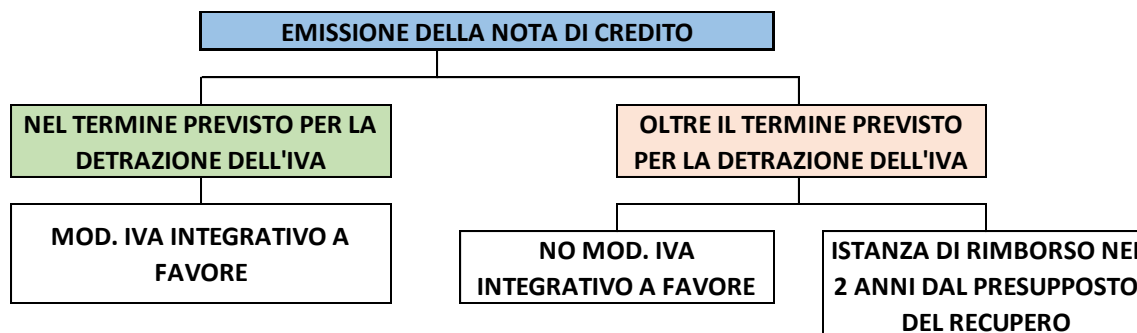 EMISSIONE DELLA NOTA DI CREDITO
NEL TERMINE PREVISTO PER LA
DETRAZIONE DELL'IVA
OLTRE IL TERMINE PREVISTO
PER LA DETRAZIONE DELL'IVA
MOD. IVA INTEGRATIVO A
FAVORE
NO MOD. IVA
INTEGRATIVO A FAVORE
ISTANZA DI RIMBORSO NEI
2 ANNI DAL PRESUPPOSTO
DEL RECUPERO